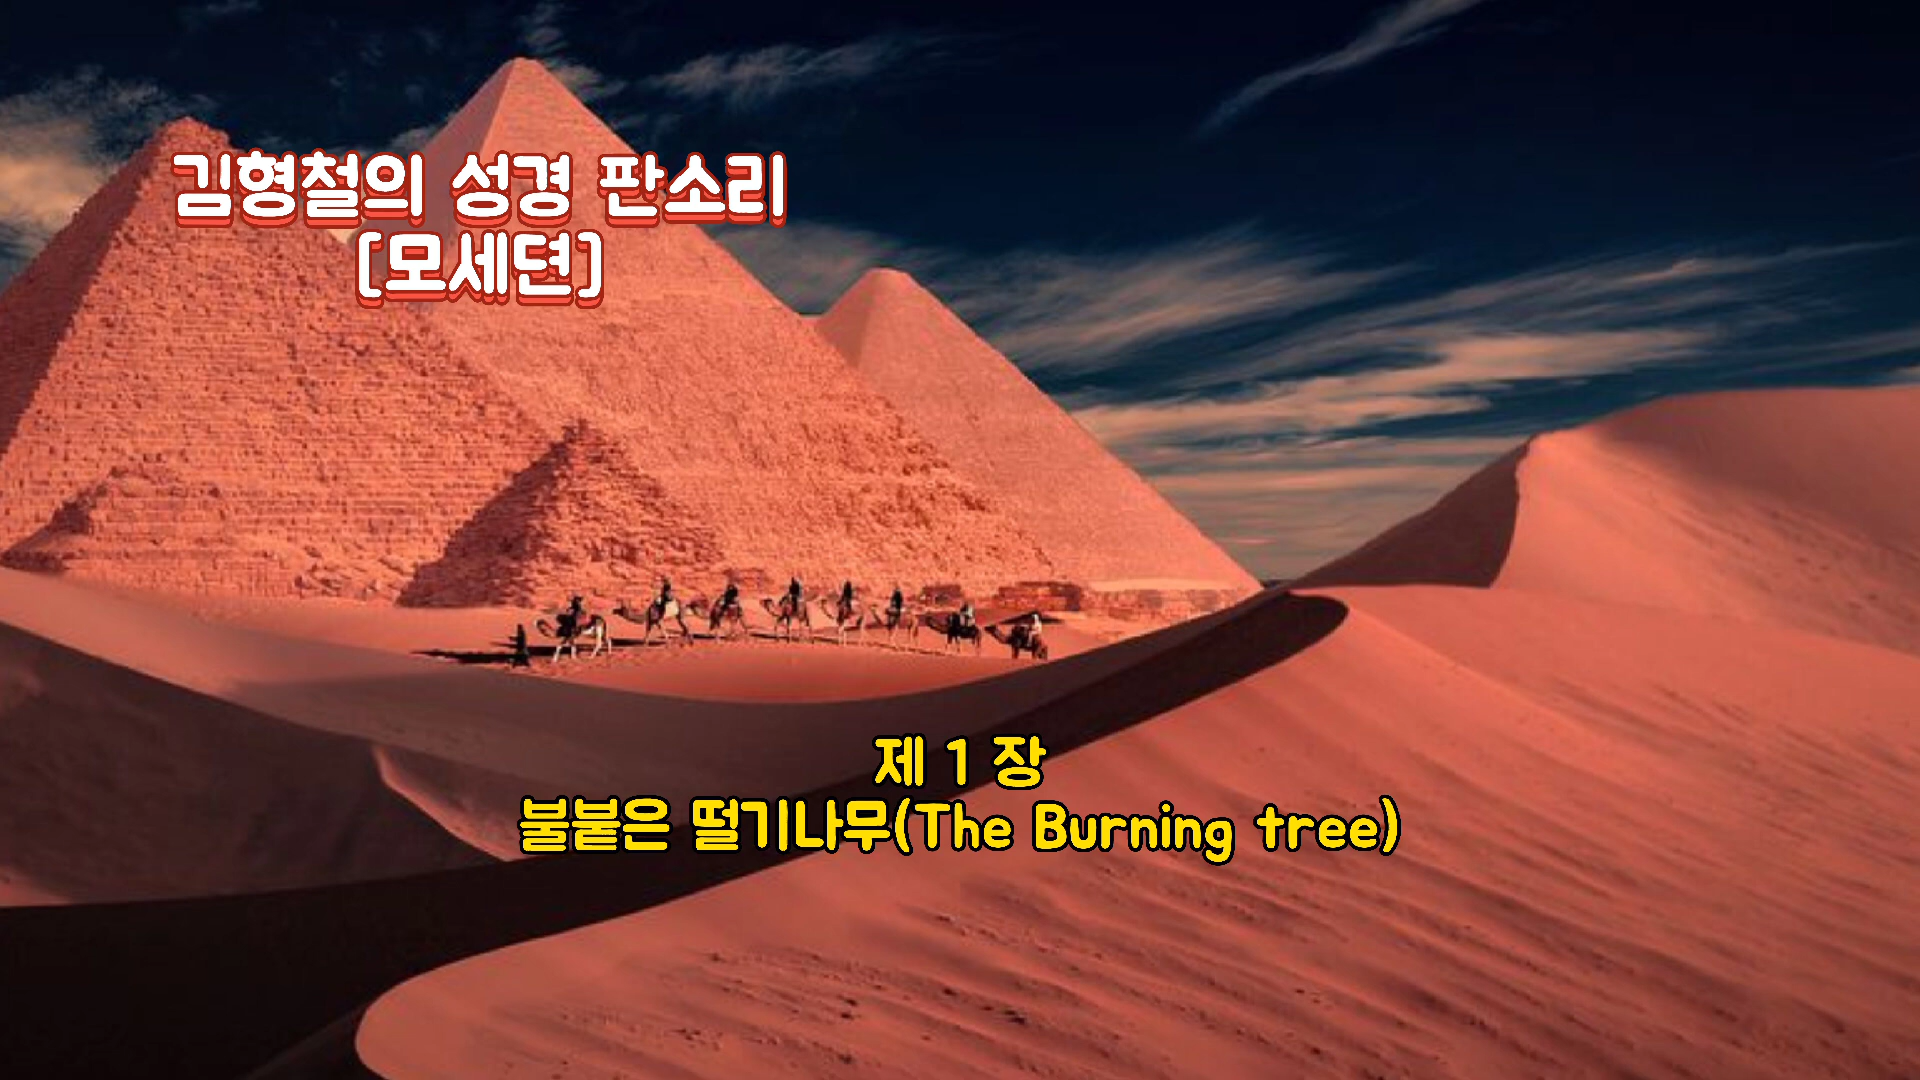 김형철의 성경 판소리
[모세뎐]
제 1 장
불붙은 떨기나무(The Burning tree)